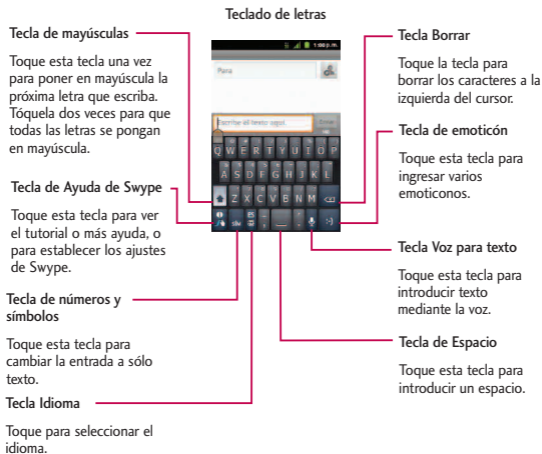 Teclado de letras
Tecla de mayúsculas
Toque esta tecla una vez
para poner en mayúscula la
próxima letra que escriba.
Tóquela dos veces para que
todas las letras se pongan
en mayúscula.
Tecla de Ayuda de Swype
Toque esta tecla para ver
el tutorial o más ayuda, o
para establecer los ajustes
de Swype.
Tecla de números y
símbolos
Toque esta tecla para
cambiar la entrada a sólo
texto.
Tecla Idioma
Toque para seleccionar el
idioma.
1:06 p.m.
Para
Escribe el texto aquí.
Q W E R T Y U I O P
A S D F G H J K L
Z X C V B N M
Tecla Borrar
Toque la tecla para
borrar los caracteres a la
izquierda del cursor.
Tecla de emoticón
Toque esta tecla para
ingresar varios
emoticonos.
Tecla Voz para texto
Toque esta tecla para
introducir texto
mediante la voz.
Tecla de Espacio
Toque esta tecla para
introducir un espacio.